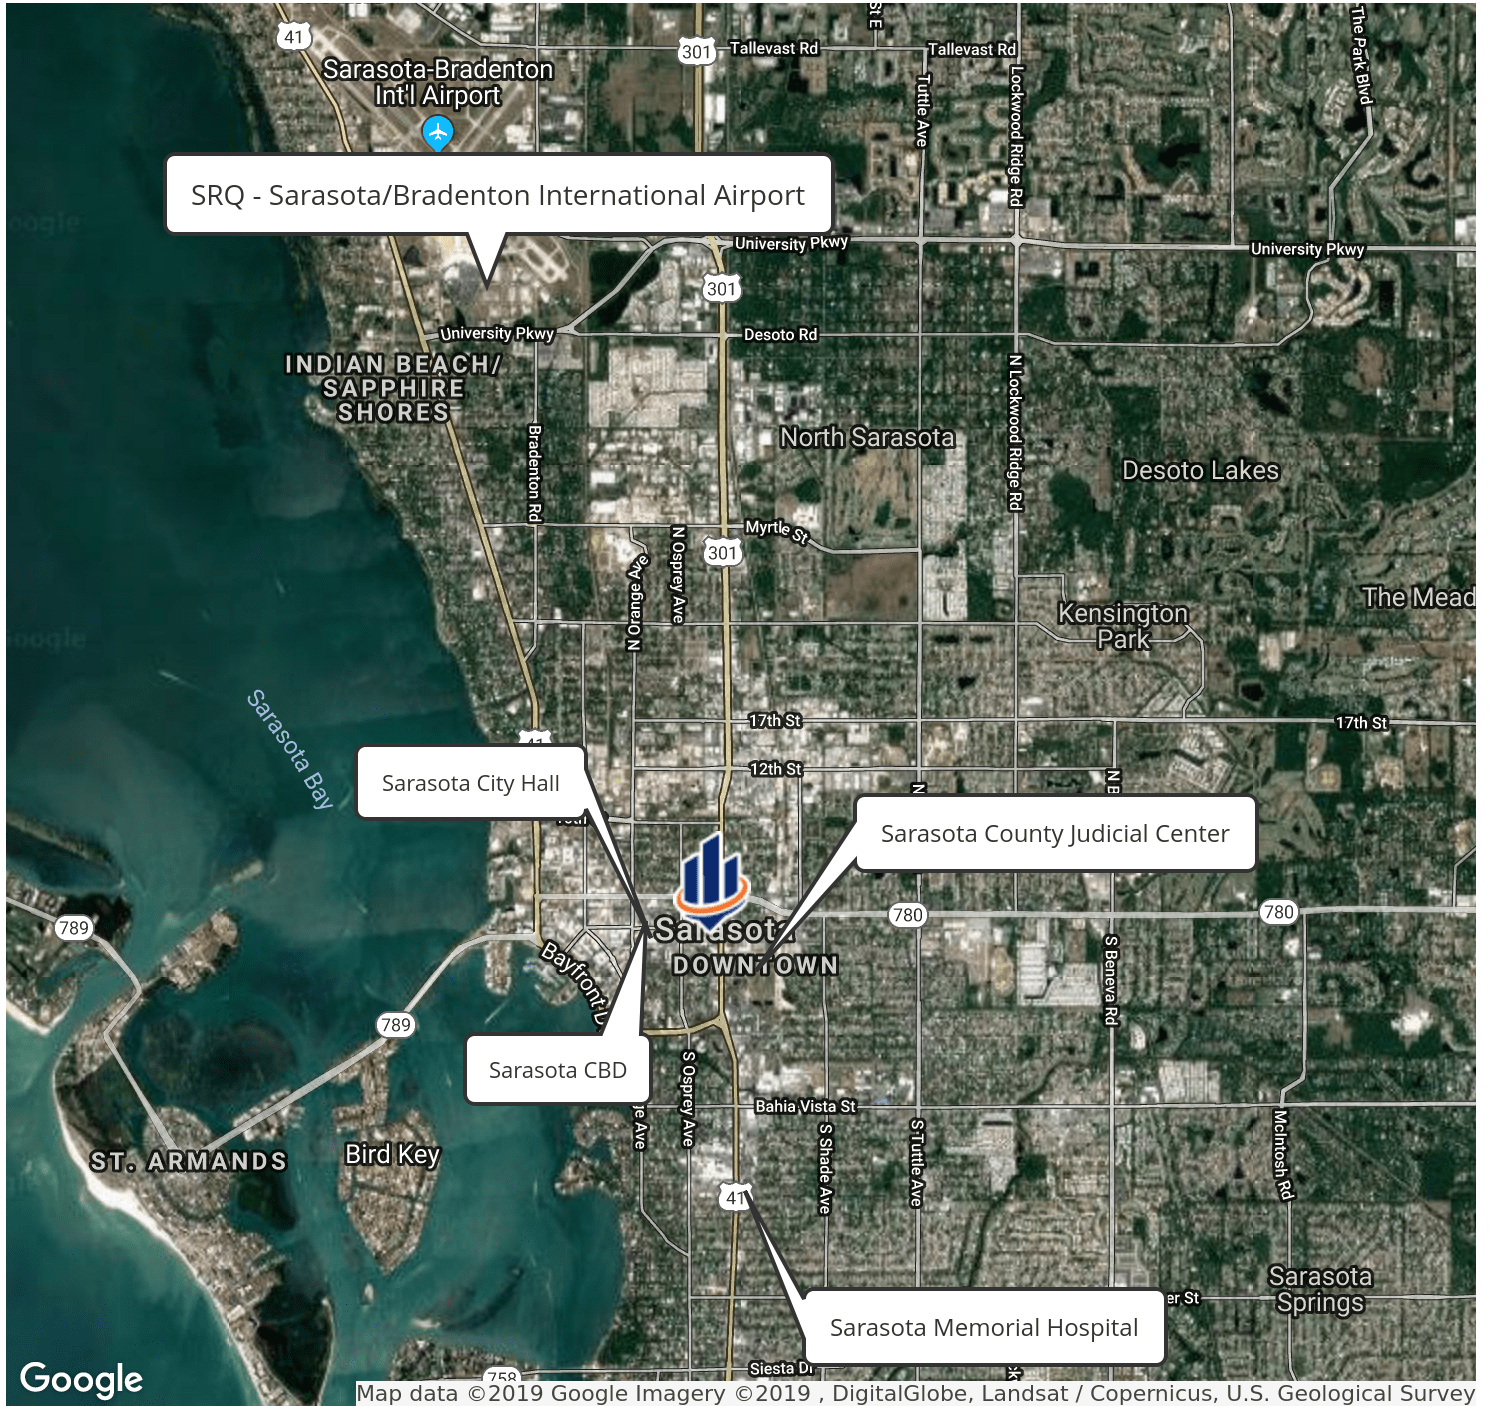 41
301
Tallevast Rd
Tallevast Rd
St E
The Park Blvd
Sarasota-Bradenton
Int'l Airport
Tuttle Ave
Lockwood Ridge Rd
SRQ - Sarasota/Bradenton International Airport
University Pkwy
University Pkwy
301
University Pkwy
Desoto Rd
INDIAN BEACH/
SAPPHIRE
SHORES
N Lockwood Ridge Rd
Bradenton Rd
North Sarasota
Desoto Lakes
Myrtle St
301
N Orange Ave
N Osprey Ave
Kensington
Park
The Mead
Google
Sarasota Bay
17th St
17th St
41
12th St
Sarasota City Hall
Sarasota County Judicial Center
789
780
780
Sarasota
DOWNTOWN
Bayfront D
S Beneva Rd
789
Sarasota CBD
S Osprey Ave
Bahia Vista St
S Shade Ave
S Tuttle Ave
McIntosh Rd
ST. ARMANDS
Bird Key
41
Sarasota
Springs
er St
Sarasota Memorial Hospital
Siesta Dr
758
Google
Map data ©2019 Google Imagery ©2019 , DigitalGlobe, Landsat / Copernicus, U.S. Geological Survey